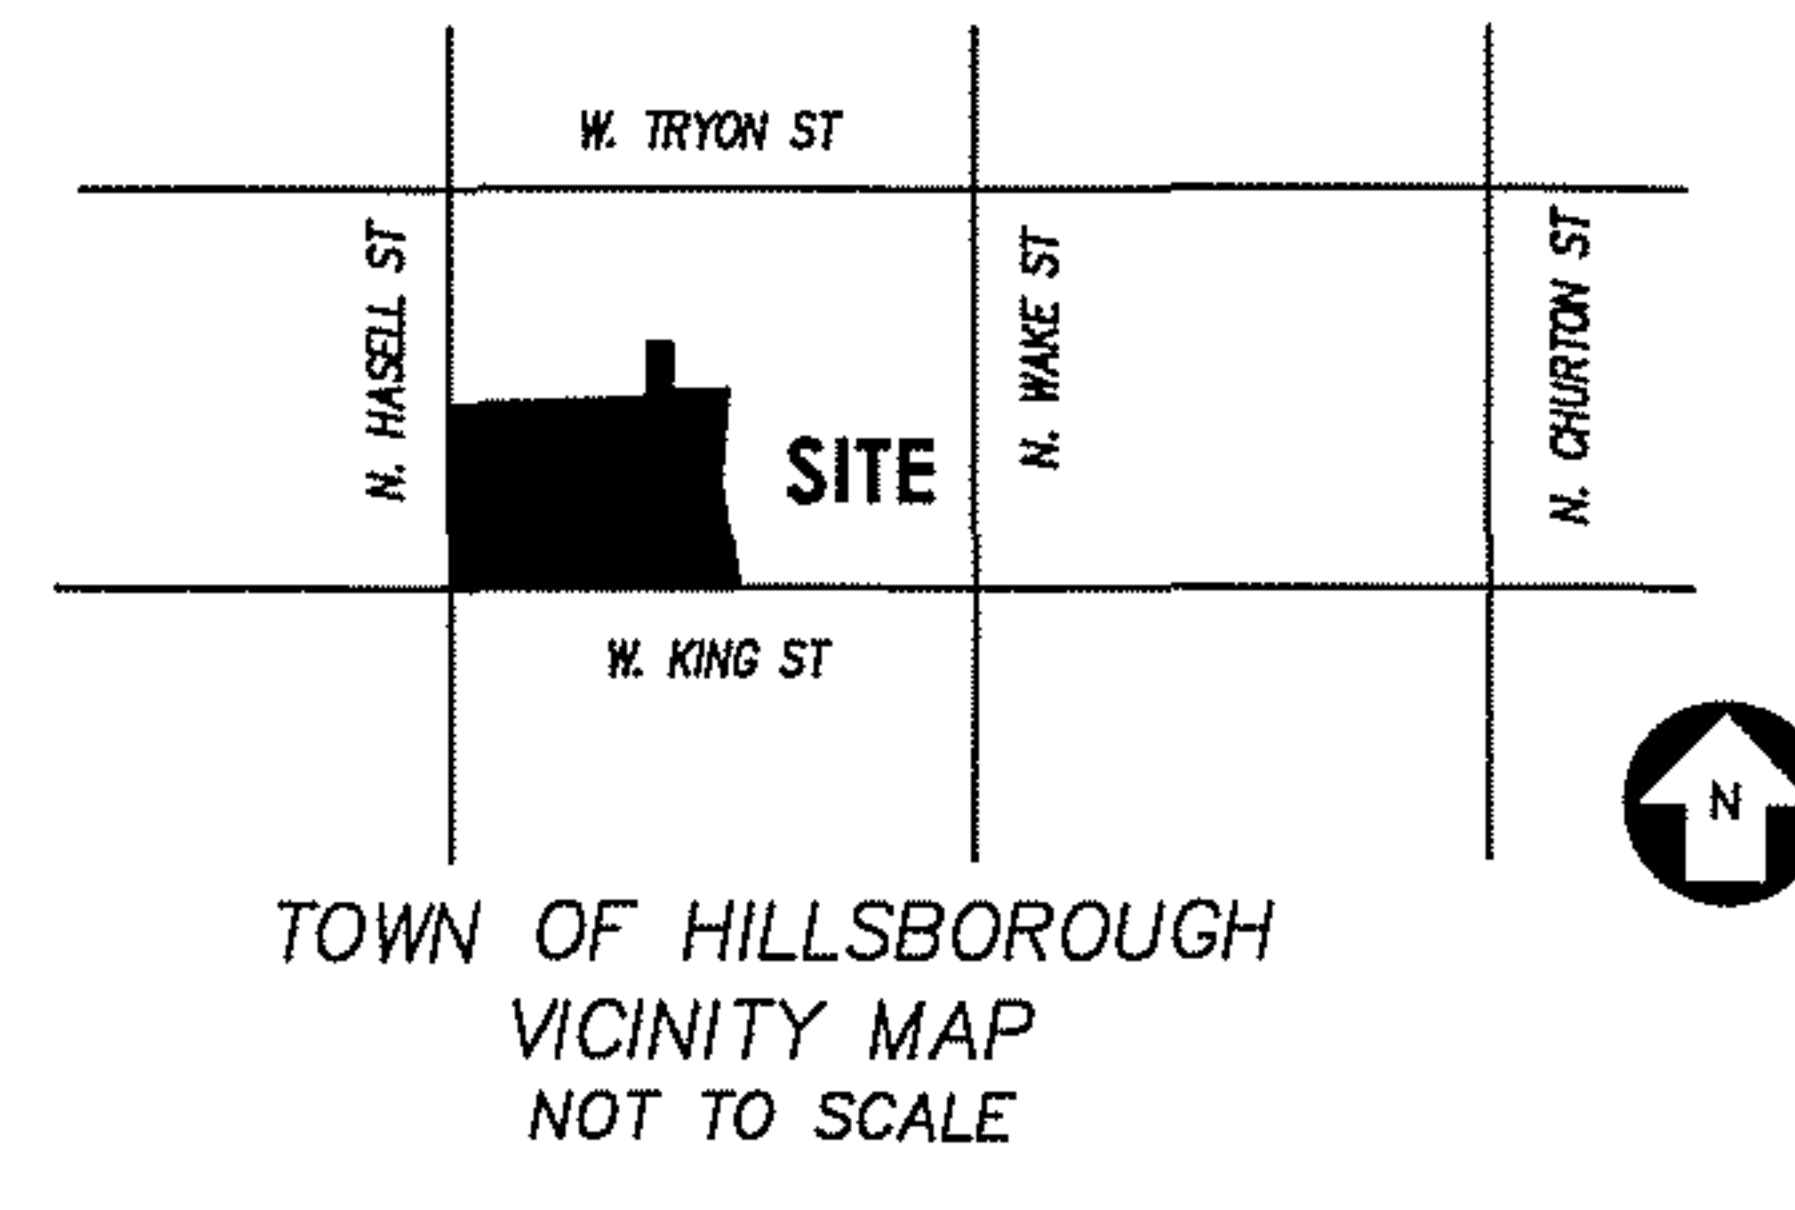 W. TRYON ST
N. HASELL ST
N. WAKE ST
N. CHURTON ST
SITE
W. KING ST
N
TOWN OF HILLSBOROUGH
VICINITY MAP
NOT TO SCALE